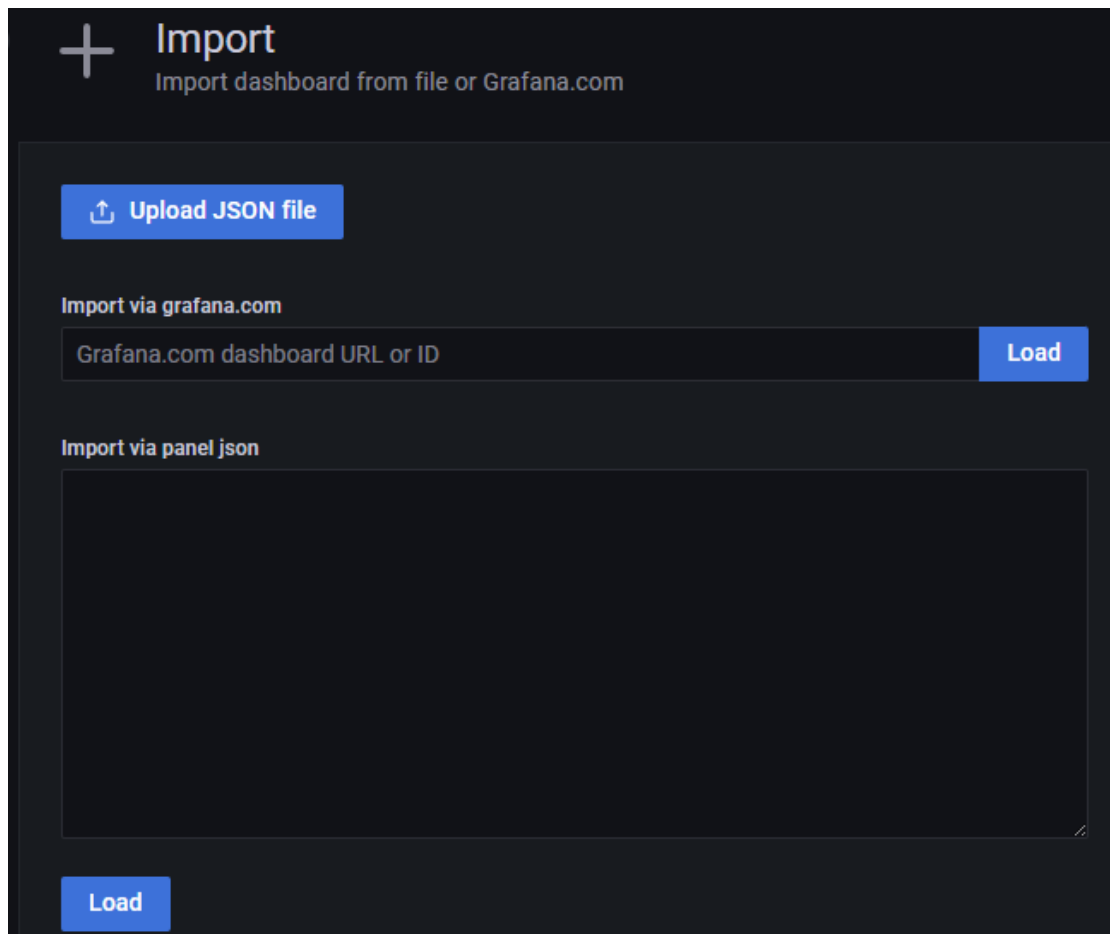 Import
Import dashboard from file or Grafana.com
Upload JSON file
Import via grafana.com
Grafana.com dashboard URL or ID
Load
Import via panel json
Load